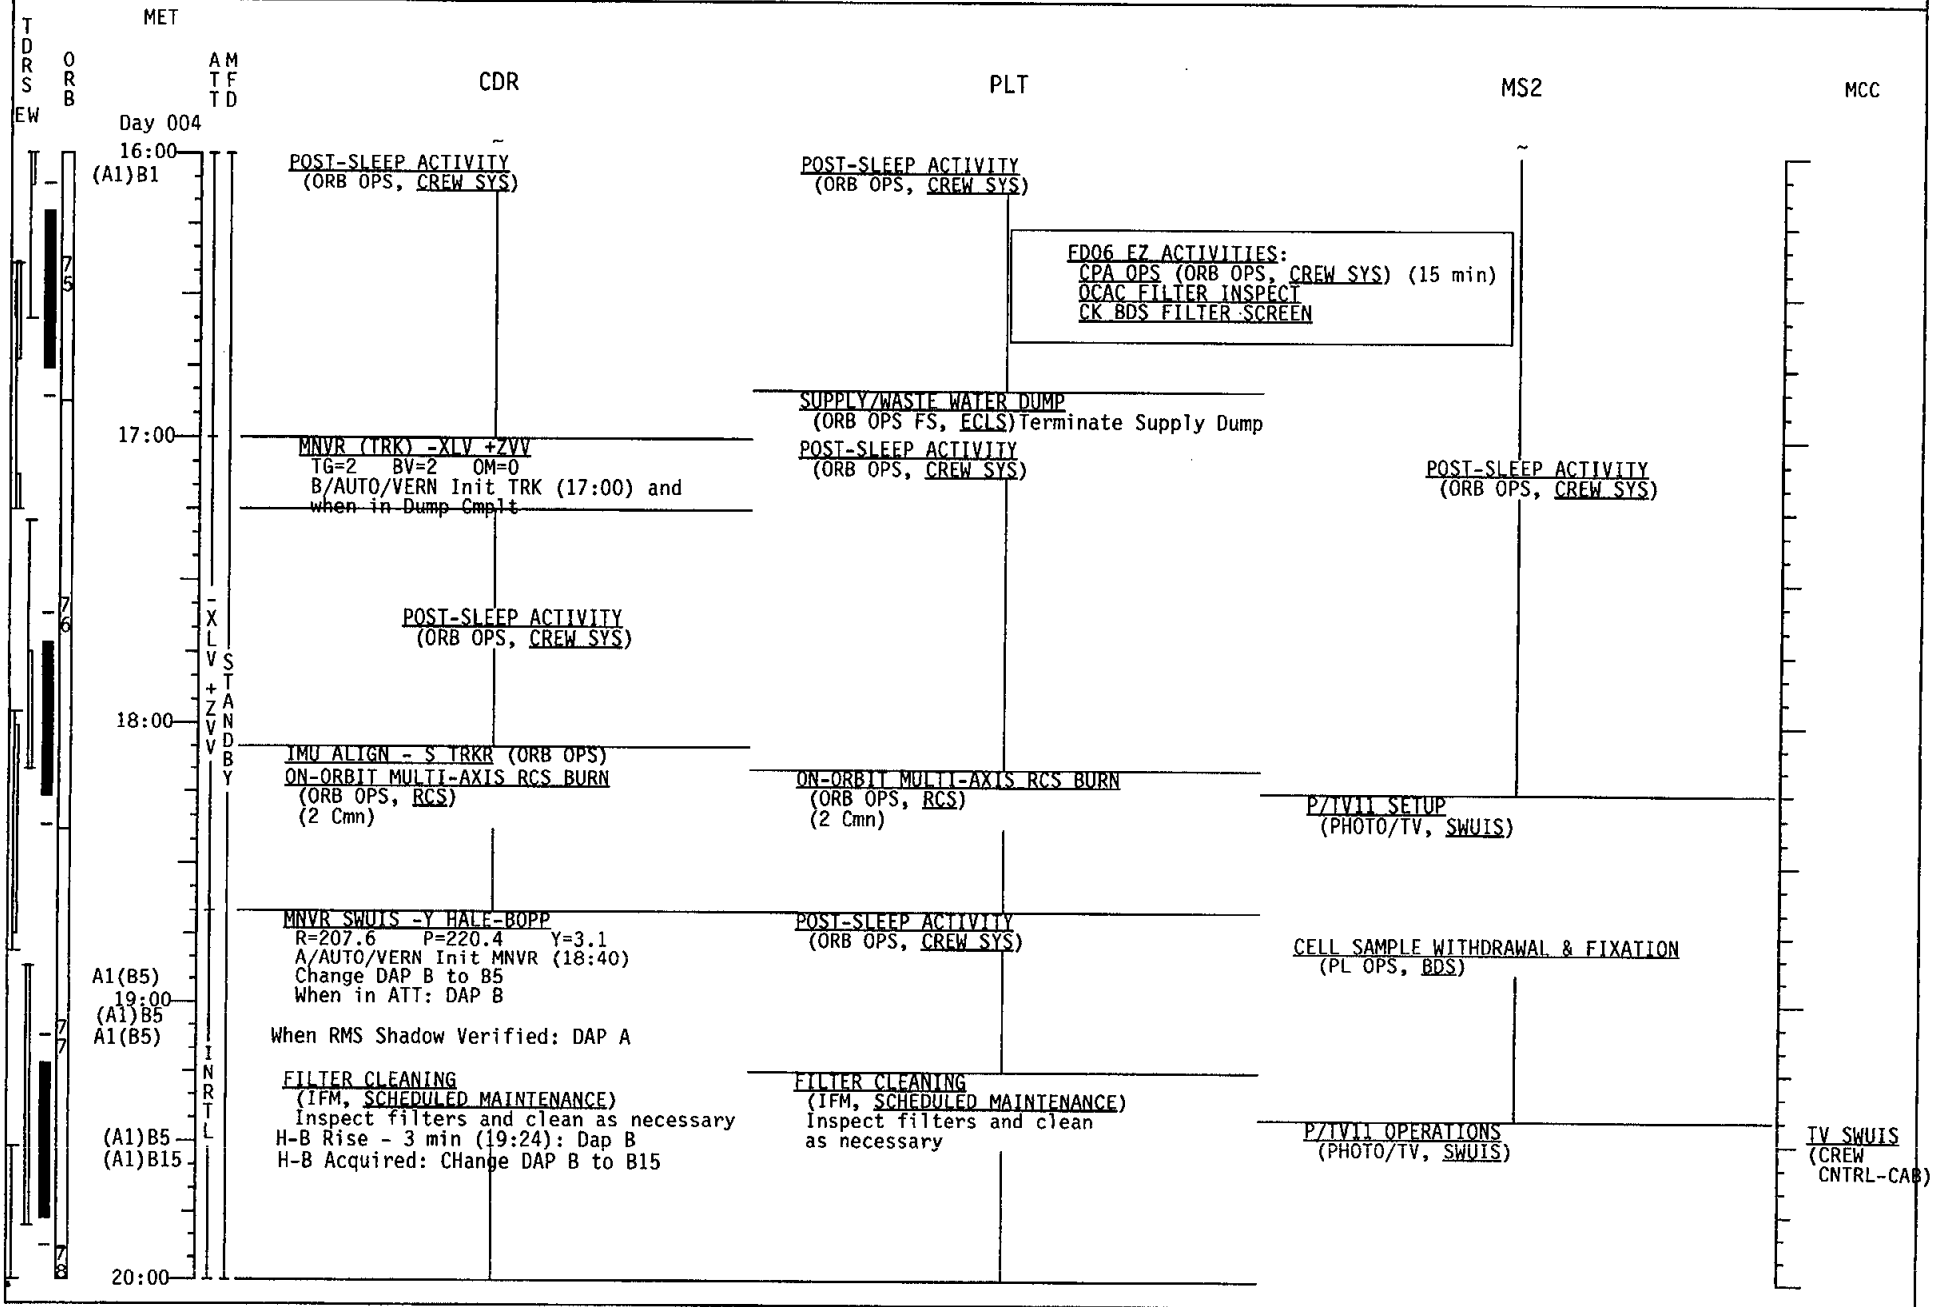 MET
TDRS
ORB
ATT
MFD
CDR
PLT
MS2
MCC
EW
Day 004
16:00
(A1)B1
~
POST-SLEEP ACTIVITY
(ORB OPS, CREW SYS)
POST-SLEEP ACTIVITY
(ORB OPS, CREW SYS)
~
75
FD06 EZ ACTIVITIES:
CPA OPS (ORB OPS, CREW SYS) (15 min)
OCAC FILTER INSPECT
CK BDS FILTER SCREEN
SUPPLY/WASTE WATER DUMP
(ORB OPS FS, ECLS)Terminate Supply Dump
17:00
MNVR (TRK) -XLV +ZVV
TG=2 BV=2 OM=0
B/AUTO/VERN Init TRK (17:00) and
when in Dump Cmplt
POST-SLEEP ACTIVITY
(ORB OPS, CREW SYS)
POST-SLEEP ACTIVITY
(ORB OPS, CREW SYS)
76
-XLV +ZVV
STANDBY
POST-SLEEP ACTIVITY
(ORB OPS, CREW SYS)
18:00
IMU ALIGN - S TRKR (ORB OPS)
ON-ORBIT MULTI-AXIS RCS BURN
(ORB OPS, RCS)
(2 Cmn)
ON-ORBIT MULTI-AXIS RCS BURN
(ORB OPS, RCS)
(2 Cmn)
P/TV11 SETUP
(PHOTO/TV, SWUIS)
MNVR SWUIS -Y HALE-BOPP
R=207.6 P=220.4 Y=3.1
A/AUTO/VERN Init MNVR (18:40)
Change DAP B to B5
When in ATT: DAP B
POST-SLEEP ACTIVITY
(ORB OPS, CREW SYS)
CELL SAMPLE WITHDRAWAL & FIXATION
(PL OPS, BDS)
A1(B5)
19:00
(A1)B5
A1(B5)
77
When RMS Shadow Verified: DAP A
INRTL
FILTER CLEANING
(IFM, SCHEDULED MAINTENANCE)
Inspect filters and clean as necessary
H-B Rise - 3 min (19:24): Dap B
H-B Acquired: CHange DAP B to B15
FILTER CLEANING
(IFM, SCHEDULED MAINTENANCE)
Inspect filters and clean
as necessary
P/TV11 OPERATIONS
(PHOTO/TV, SWUIS)
TV SWUIS
(CREW
CNTRL-CAB)
(A1)B5
(A1)B15
78
20:00